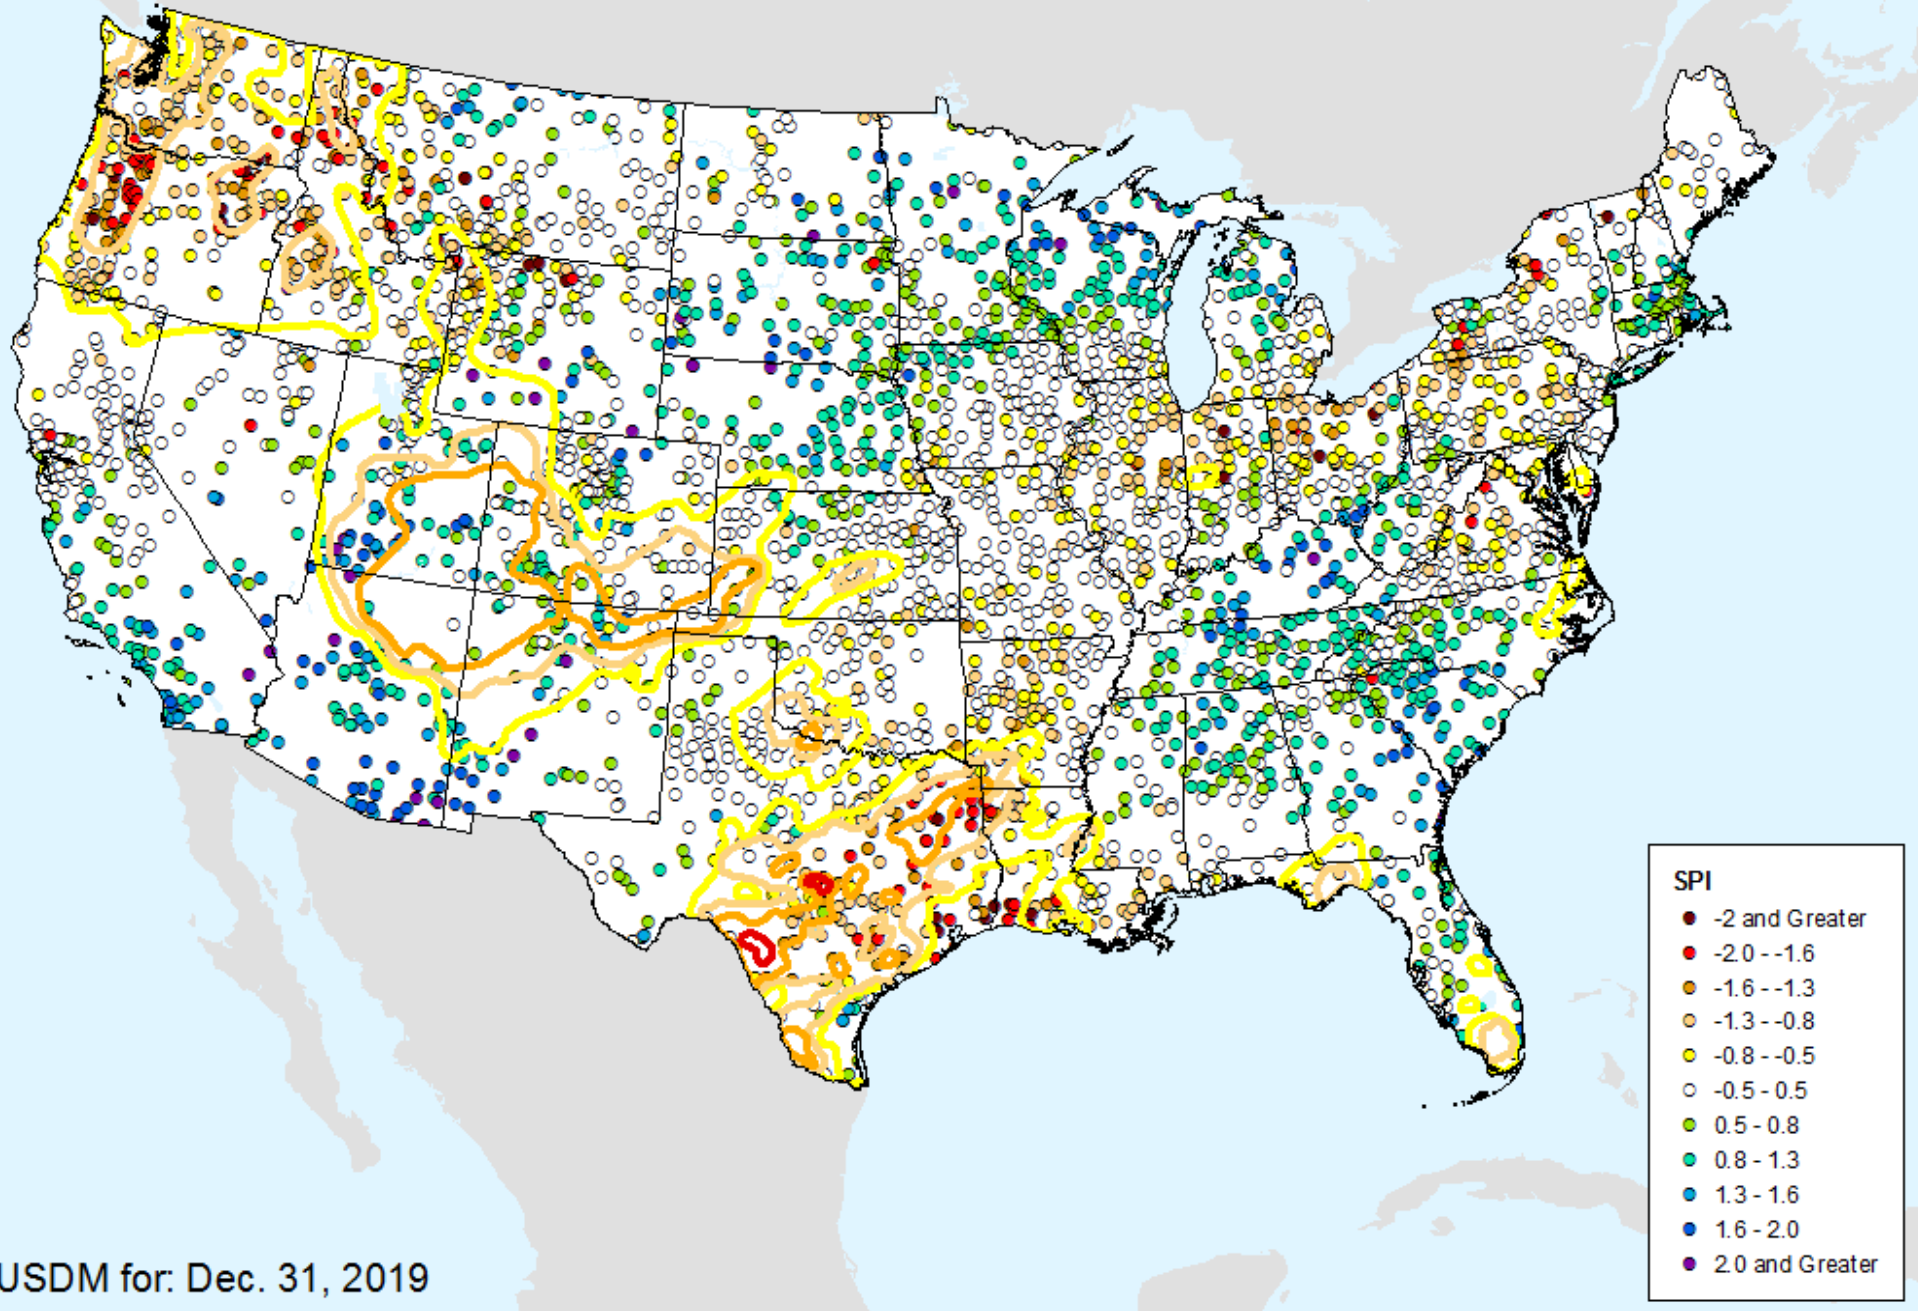 SPI
-2 and Greater
-2.0 - -1.6
-1.6 - -1.3
-1.3 - -0.8
-0.8 - -0.5
-0.5 - 0.5
0.5 - 0.8
0.8 - 1.3
1.3 - 1.6
1.6 - 2.0
2.0 and Greater
USDM for: Dec. 31, 2019